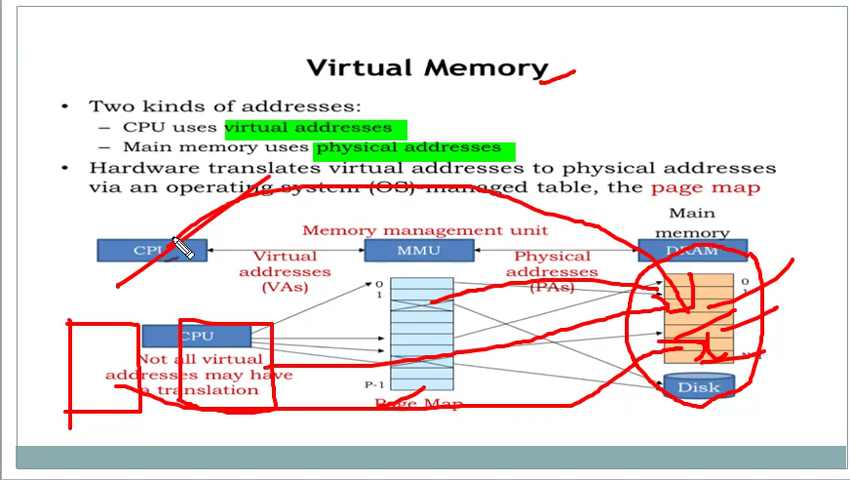 Virtual Memory
• Two kinds of addresses:
– CPU uses virtual addresses
– Main memory uses physical addresses
• Hardware translates virtual addresses to physical addresses
via an operating system (OS)-managed table, the page map
Main
memory
Memory management unit
CPU
MMU
DRAM
Virtual
addresses
(VAs)
Physical
addresses
(PAs)
0
1
0
1
CPU
Not all virtual
addresses may have
a translation
P-1
Page Map
Disk